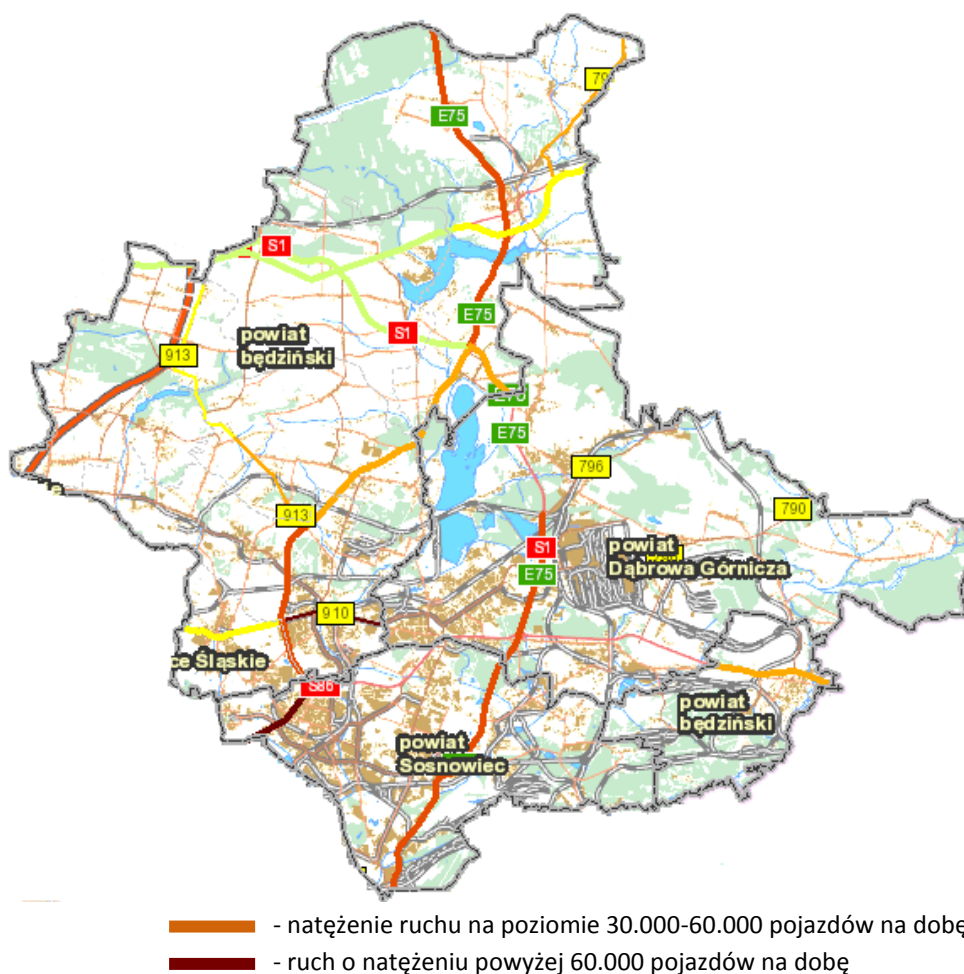 79
E75
S1
E75
S1
powiat
będziński
913
E75
E75
796
790
913
S1
powiat
Dąbrowa Górnicza
E75
910
ce Śląskie
S86
powiat
będziński
powiat
Sosnowiec
- natężenie ruchu na poziomie 30.000-60.000 pojazdów na dobę
- ruch o natężeniu powyżej 60.000 pojazdów na dobę